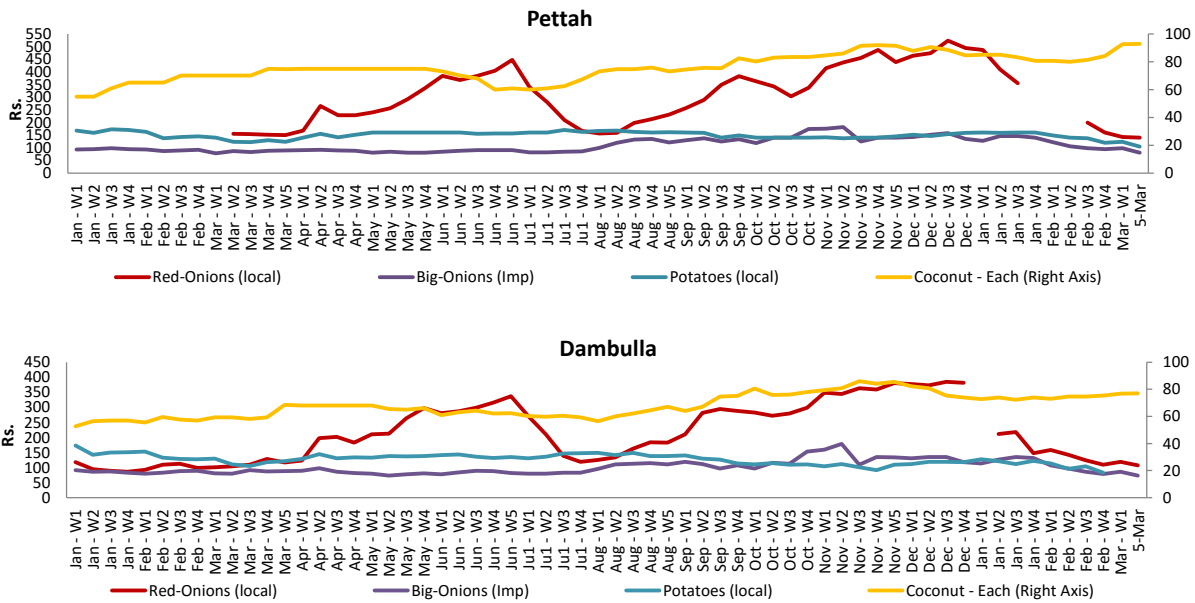 Pettah
550
500
450
400
350
300
250
200
150
100
50
0
Rs.
100
80
60
40
20
0
Jan - W1
Jan - W2
Jan - W3
Jan - W4
Feb - W1
Feb - W2
Feb - W3
Feb - W4
Mar - W1
Mar - W2
Mar - W3
Mar - W4
Mar - W5
Apr - W1
Apr - W2
Apr - W3
Apr - W4
May - W1
May - W2
May - W3
May - W4
Jun - W1
Jun - W2
Jun - W3
Jun - W4
Jun - W5
Ju1 - W1
Ju1 - W2
Ju1 - W3
Ju1 - W4
Aug - W1
Aug - W2
Aug - W3
Aug - W4
Aug - W5
Sep - W1
Sep - W2
Sep - W3
Sep - W4
Oct - W1
Oct - W2
Oct - W3
Oct - W4
Nov - W1
Nov - W2
Nov - W3
Nov - W4
Nov - W5
Dec - W1
Dec - W2
Dec - W3
Dec - W4
Jan - W1
Jan - W2
Jan - W3
Jan - W4
Feb - W1
Feb - W2
Feb - W3
Feb - W4
Mar - W1
5-Mar
Red-Onions (local) Big-Onions (Imp) Potatoes (local) Coconut - Each (Right Axis)
Dambulla
450
400
350
300
250
200
150
100
50
0
Rs.
100
80
60
40
20
0
Jan - W1
Jan - W2
Jan - W3
Jan - W4
Feb - W1
Feb - W2
Feb - W3
Feb - W4
Mar - W1
Mar - W2
Mar - W3
Mar - W4
Mar - W5
Apr - W1
Apr - W2
Apr - W3
Apr - W4
May - W1
May - W2
May - W3
May - W4
Jun - W1
Jun - W2
Jun - W3
Jun - W4
Jun - W5
Ju1 - W1
Ju1 - W2
Ju1 - W3
Ju1 - W4
Aug - W1
Aug - W2
Aug - W3
Aug - W4
Aug - W5
Sep - W1
Sep - W2
Sep - W3
Sep - W4
Oct - W1
Oct - W2
Oct - W3
Oct - W4
Nov - W1
Nov - W2
Nov - W3
Nov - W4
Nov - W5
Dec - W1
Dec - W2
Dec - W3
Dec - W4
Jan - W1
Jan - W2
Jan - W3
Jan - W4
Feb - W1
Feb - W2
Feb - W3
Feb - W4
Mar - W1
5-Mar
Red-Onions (local) Big-Onions (Imp) Potatoes (local) Coconut - Each (Right Axis)